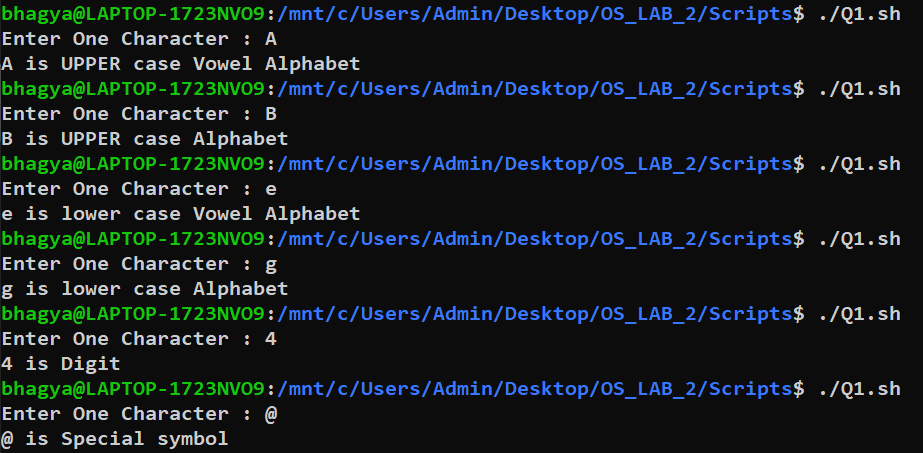 bhagya@LAPTOP-1723NVO9:/mnt/c/Users/Admin/Desktop/OS_LAB_2/Scripts$ ./Q1.sh
Enter One Character : A
A is UPPER case Vowel Alphabet
bhagya@LAPTOP-1723NVO9:/mnt/c/Users/Admin/Desktop/OS_LAB_2/Scripts$ ./Q1.sh
Enter One Character : B
B is UPPER case Alphabet
bhagya@LAPTOP-1723NVO9:/mnt/c/Users/Admin/Desktop/OS_LAB_2/Scripts$ ./Q1.sh
Enter One Character : e
e is lower case Vowel Alphabet
bhagya@LAPTOP-1723NVO9:/mnt/c/Users/Admin/Desktop/OS_LAB_2/Scripts$ ./Q1.sh
Enter One Character : g
g is lower case Alphabet
bhagya@LAPTOP-1723NVO9:/mnt/c/Users/Admin/Desktop/OS_LAB_2/Scripts$ ./Q1.sh
Enter One Character : 4
4 is Digit
bhagya@LAPTOP-1723NVO9:/mnt/c/Users/Admin/Desktop/OS_LAB_2/Scripts$ ./Q1.sh
Enter One Character : @
@ is Special symbol